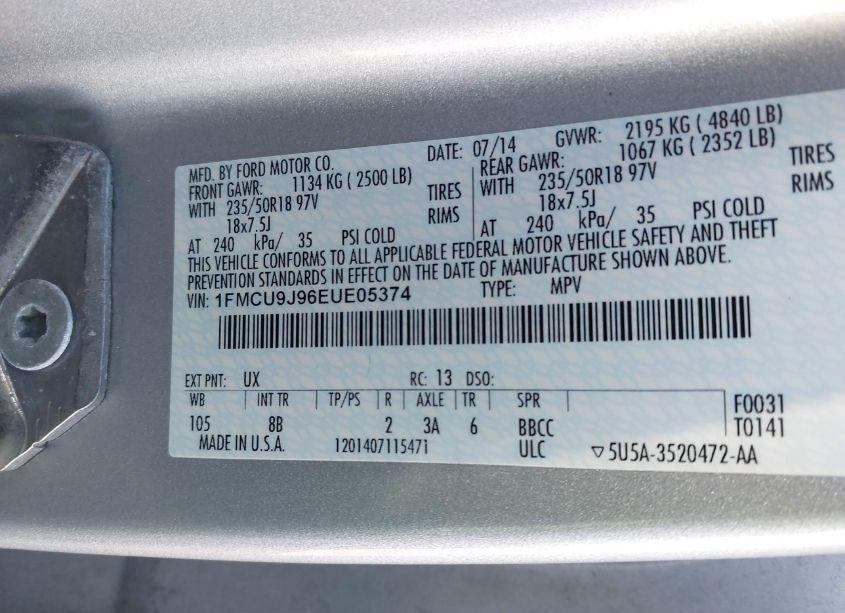 MFD. BY FORD MOTOR CO. DATE: 07/14 GVWR: 2195 KG ( 4840 LB)
FRONT GAWR: 1134 KG ( 2500 LB) REAR GAWR: 1067 KG ( 2352 LB)
WITH 235/50R18 97V TIRES WITH 235/50R18 97V TIRES
18x7.5J RIMS 18x7.5J RIMS
AT 240 kPa/ 35 PSI COLD AT 240 kPa/ 35 PSI COLD
THIS VEHICLE CONFORMS TO ALL APPLICABLE FEDERAL MOTOR VEHICLE SAFETY AND THEFT
PREVENTION STANDARDS IN EFFECT ON THE DATE OF MANUFACTURE SHOWN ABOVE.
VIN: 1FMCU9J96EUE05374 TYPE: MPV
EXT PNT: UX RC: 13 DSO:
WB INT TR TP/PS R AXLE TR SPR F0031
105 8B 2 3A 6 BBCC T0141
MADE IN U.S.A. 1201407115471 ULC ▽5U5A-3520472-AA